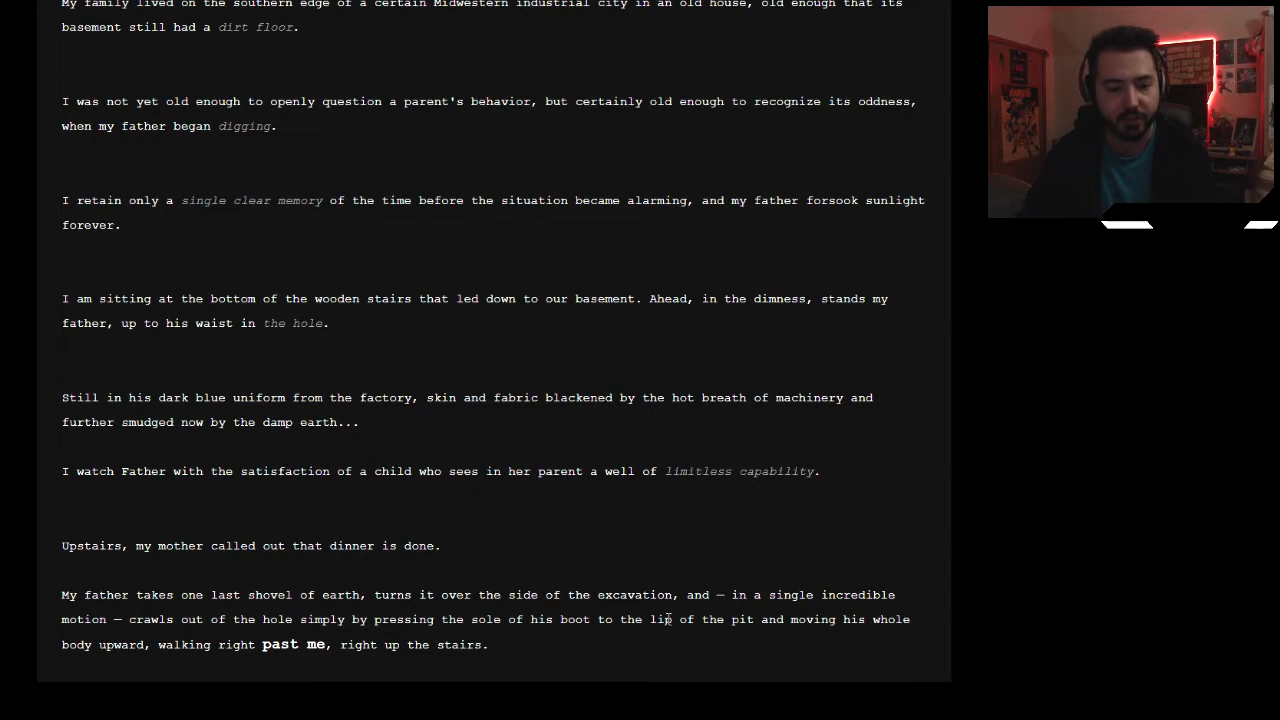 My family lived on the southern edge of a certain Midwestern industrial city in an old house, old enough that its
basement still had a dirt floor.
I was not yet old enough to openly question a parent's behavior, but certainly old enough to recognize its oddness,
when my father began digging.
I retain only a single clear memory of the time before the situation became alarming, and my father forsook sunlight
forever.
I am sitting at the bottom of the wooden stairs that led down to our basement. Ahead, in the dimness, stands my
father, up to his waist in the hole.
Still in his dark blue uniform from the factory, skin and fabric blackened by the hot breath of machinery and
further smudged now by the damp earth...
I watch Father with the satisfaction of a child who sees in her parent a well of limitless capability.
Upstairs, my mother called out that dinner is done.
My father takes one last shovel of earth, turns it over the side of the excavation, and — in a single incredible
motion — crawls out of the hole simply by pressing the sole of his boot to the lip of the pit and moving his whole
body upward, walking right past me, right up the stairs.